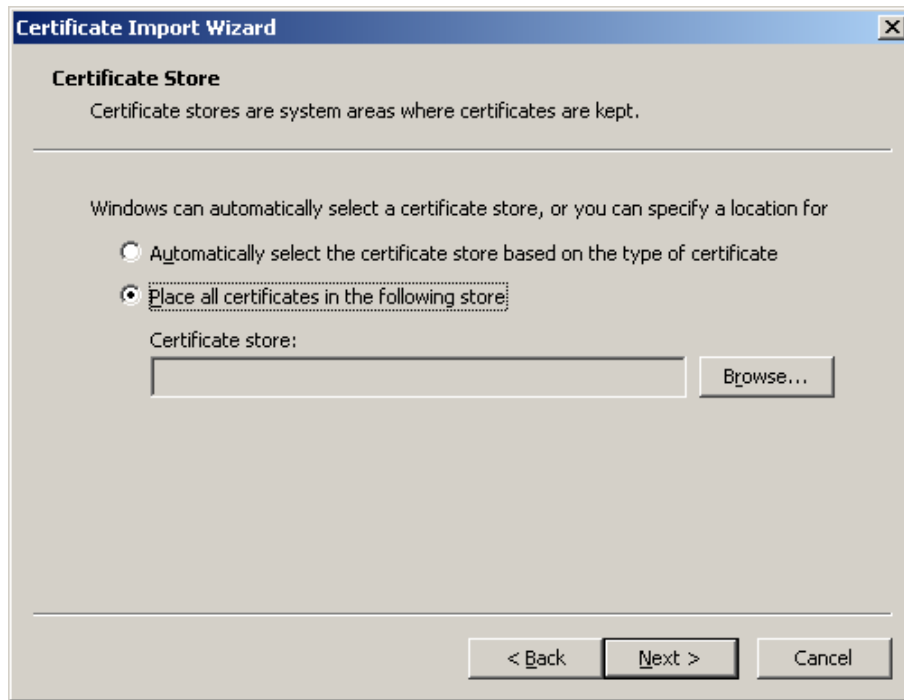 Certificate Import Wizard
Certificate Store
Certificate stores are system areas where certificates are kept.
Windows can automatically select a certificate store, or you can specify a location for
Automatically select the certificate store based on the type of certificate
Place all certificates in the following store
Certificate store:
Browse...
< Back Next > Cancel